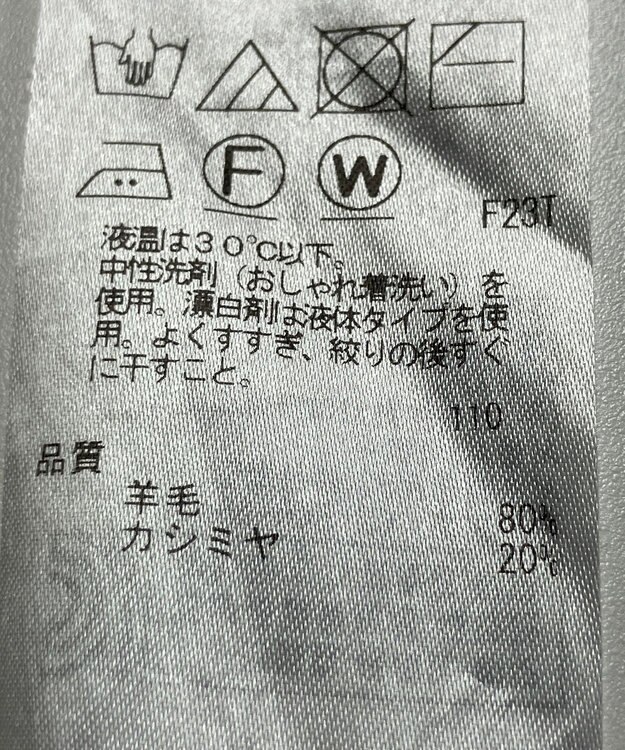 F W
F23T
液温は30℃以下。
中性洗剤(おしゃれ着洗い)を
使用。漂白剤は液体タイプを使
用。よくすすぎ、絞りの後すぐ
に干すこと。
110
品質
羊毛 80%
カシミヤ 20%